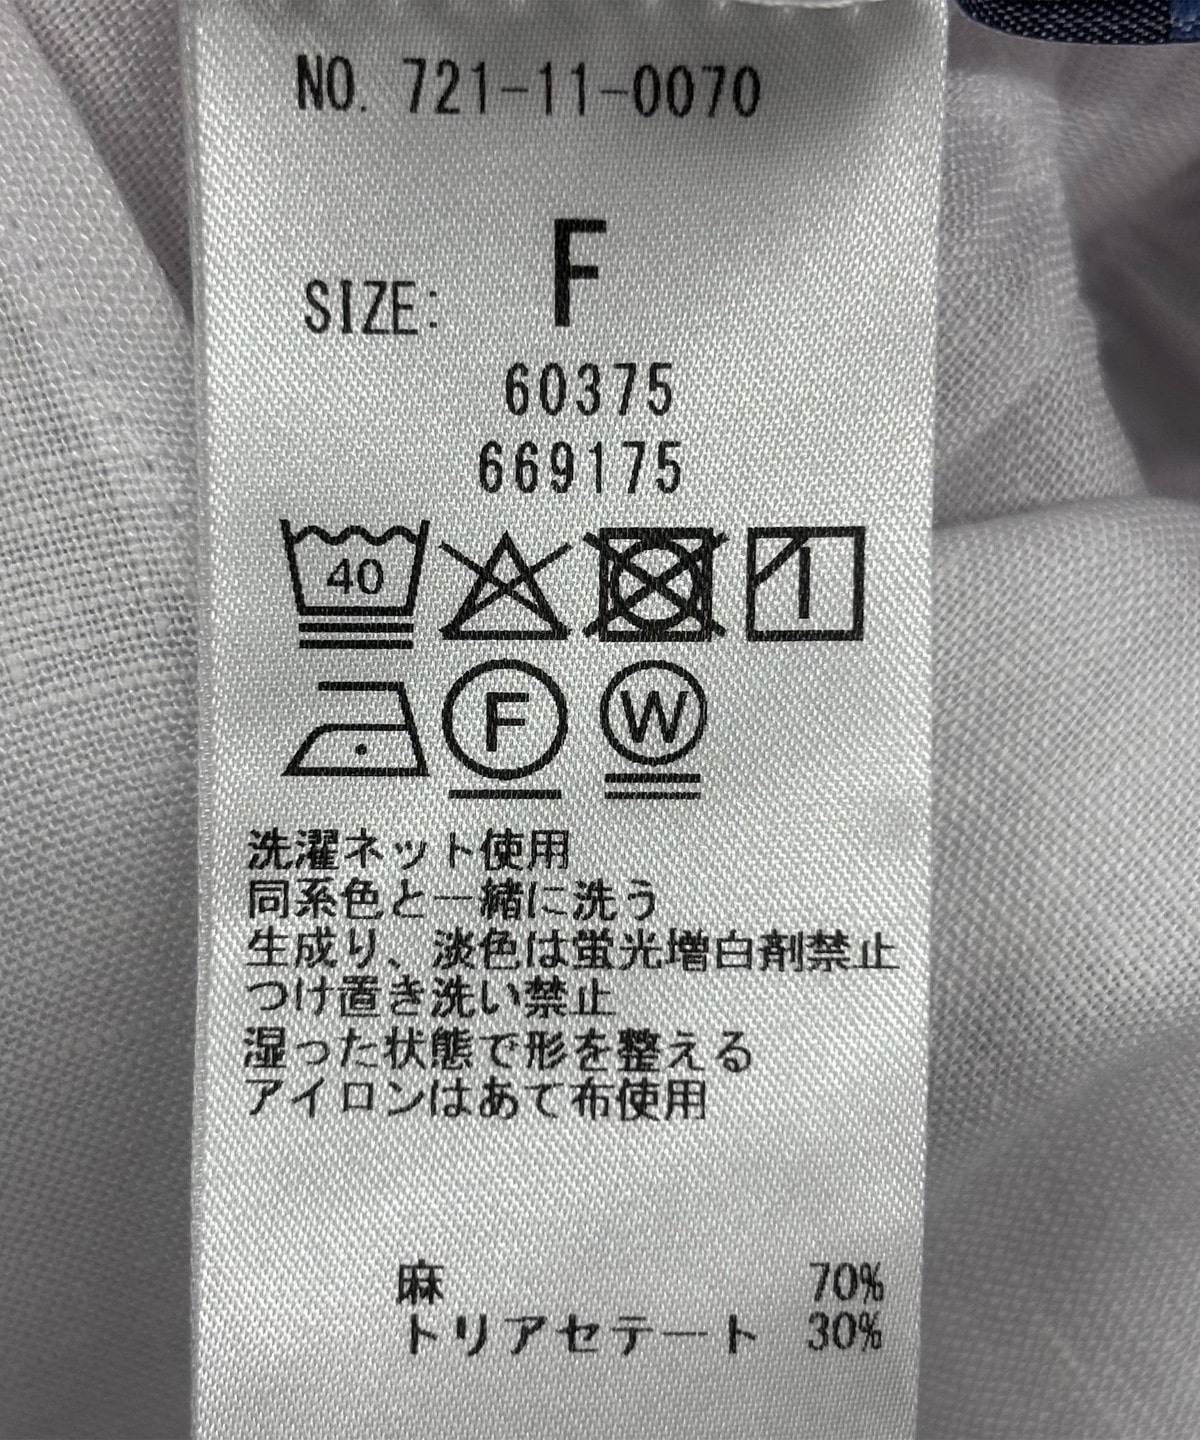 NO. 721-11-0070
SIZE: F
60375
669175
40
F W
洗濯ネット使用
同系色と一緒に洗う
生成り、淡色は蛍光増白剤禁止
つけ置き洗い禁止
湿った状態で形を整える
アイロンはあて布使用
麻 70%
トリアセテート 30%